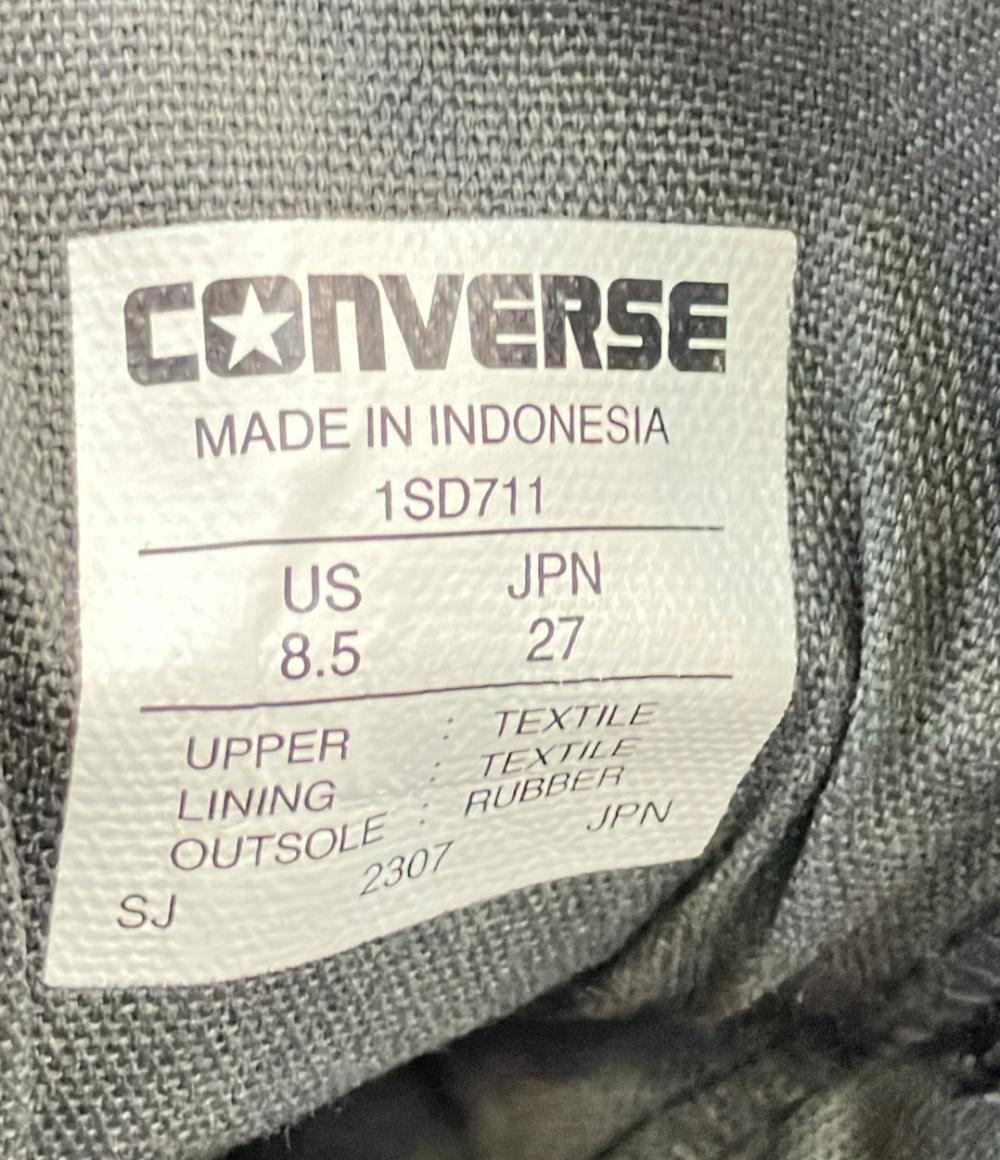 CONVERSE
MADE IN INDONESIA
1SD711
US JPN
8.5 27
UPPER : TEXTILE
LINING : TEXTILE
OUTSOLE : RUBBER
SJ 2307 JPN